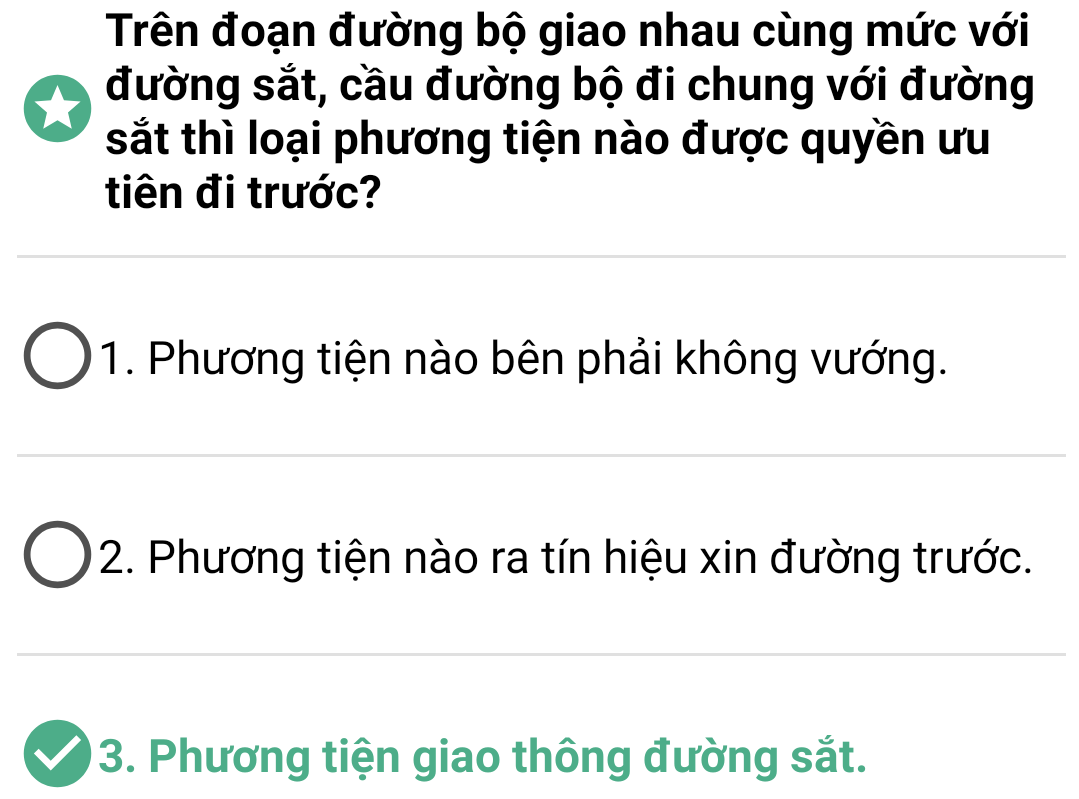 Trên đoạn đường bộ giao nhau cùng mức với
đường sắt, cầu đường bộ đi chung với đường
sắt thì loại phương tiện nào được quyền ưu
tiên đi trước?
1. Phương tiện nào bên phải không vướng.
2. Phương tiện nào ra tín hiệu xin đường trước.
3. Phương tiện giao thông đường sắt.